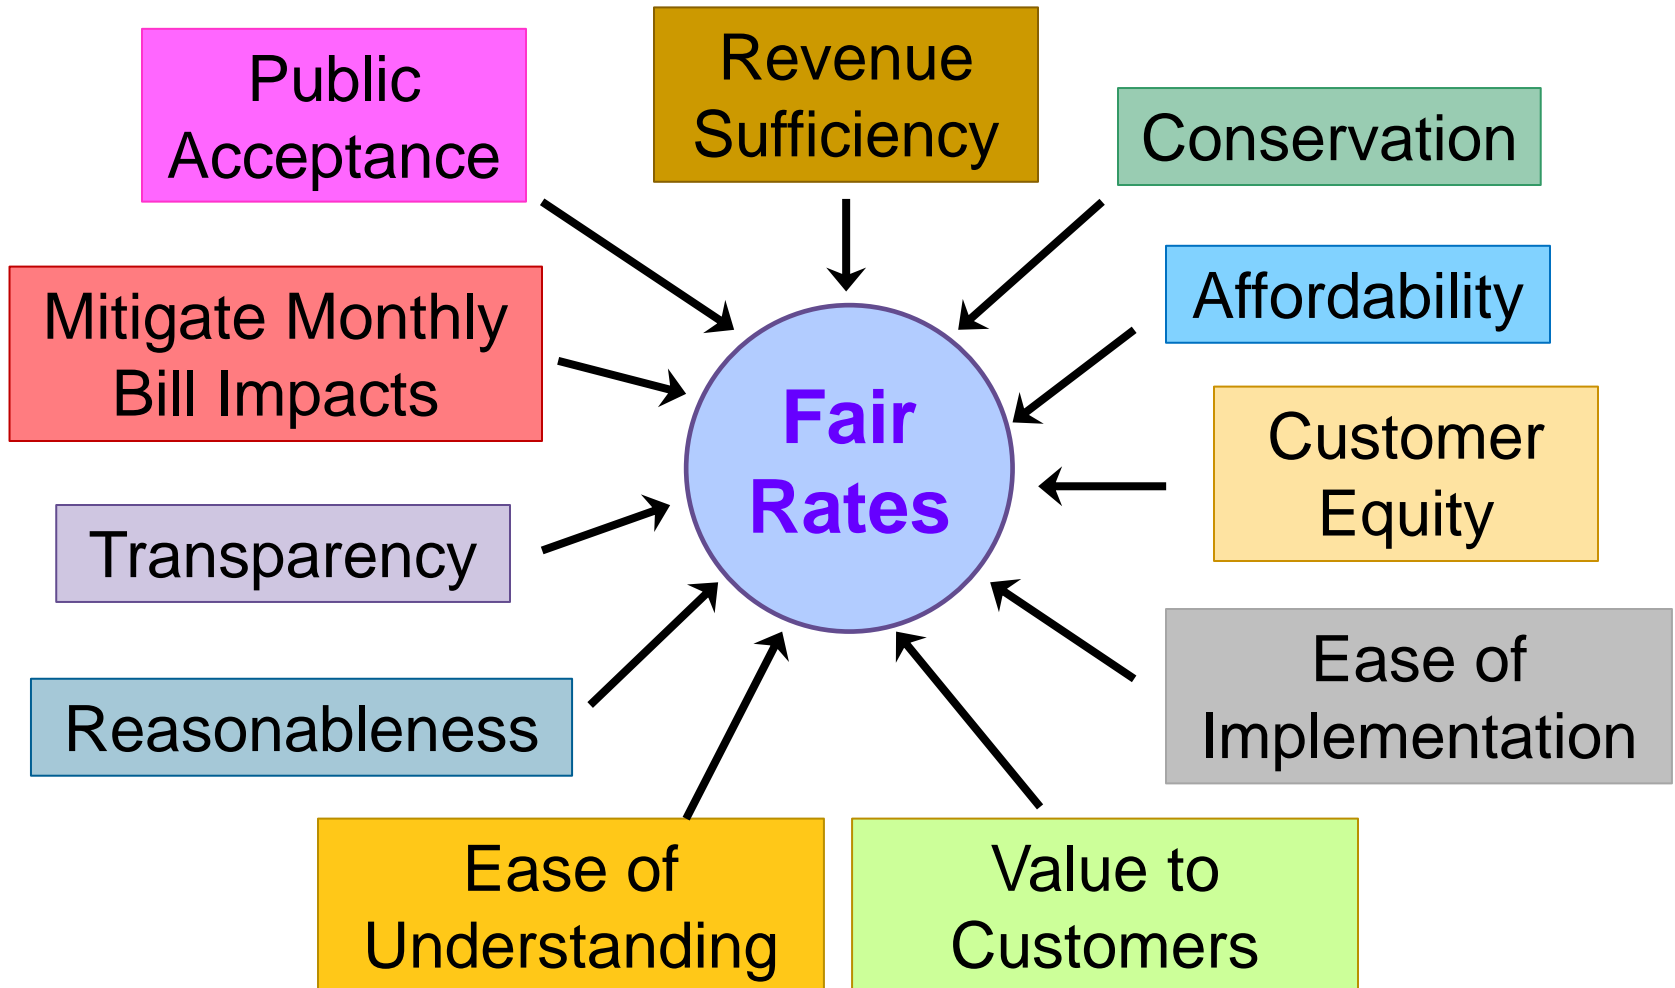 Public
Acceptance
Revenue
Sufficiency
Conservation
Mitigate Monthly
Bill Impacts
Affordability
Fair
Rates
Customer
Equity
Transparency
Ease of
Implementation
Reasonableness
Ease of
Understanding
Value to
Customers